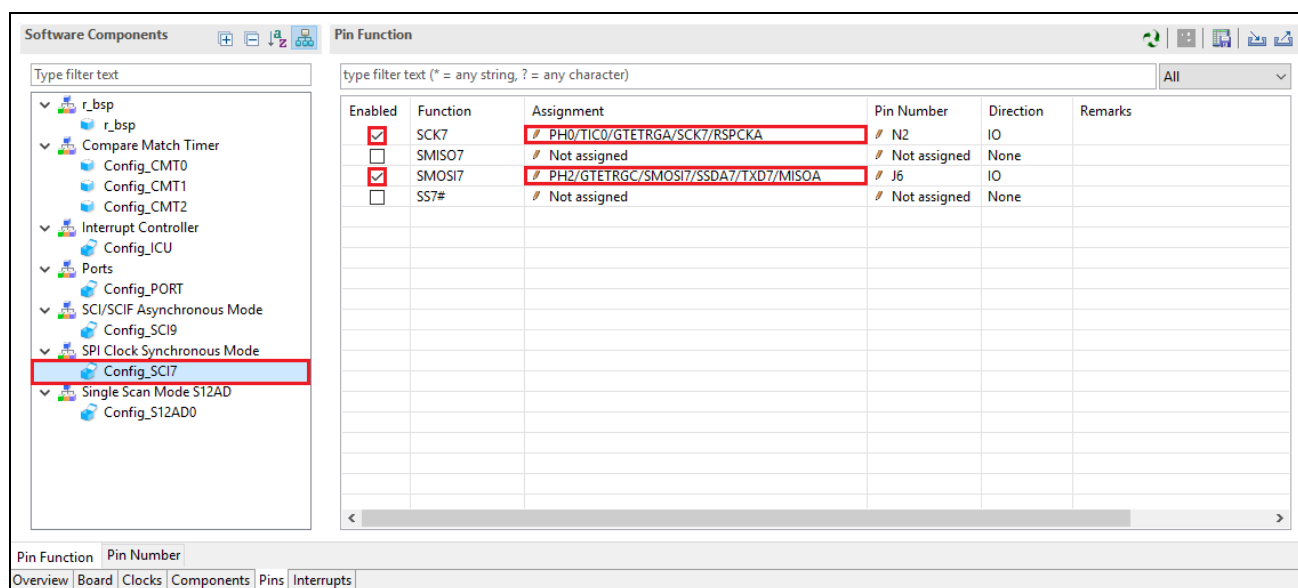 Software Components
Type filter text
r_bsp
r_bsp
Compare Match Timer
Config_CMT0
Config_CMT1
Config_CMT2
Interrupt Controller
Config_ICU
Ports
Config_PORT
SCI/SCIF Asynchronous Mode
Config_SCI9
SPI Clock Synchronous Mode
Config_SCI7
Single Scan Mode S12AD
Config_S12AD0
Pin Function
type filter text (* = any string, ? = any character)
All
Enabled Function Assignment Pin Number Direction Remarks
SCK7 PH0/TIC0/GTETRGA/SCK7/RSPCKA N2 IO
SMISO7 Not assigned Not assigned None
SMOSI7 PH2/GTETRGC/SMOSI7/SSDA7/TXD7/MISOA J6 IO
SS7# Not assigned Not assigned None
Pin Function Pin Number
Overview Board Clocks Components Pins Interrupts